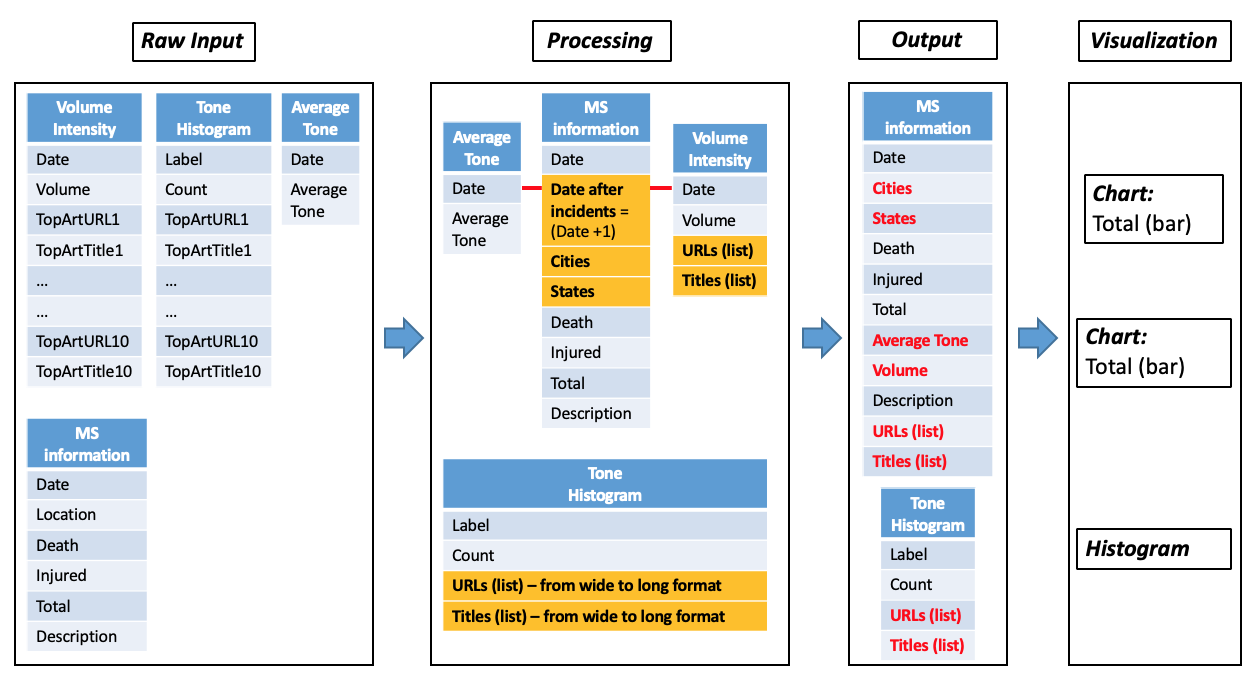 Raw Input
Volume
Intensity
Date
Volume
TopArtURL1
TopArtTitle1
...
...
TopArtURL10
TopArtTitle10
Tone
Histogram
Label
Count
TopArtURL1
TopArtTitle1
...
...
TopArtURL10
TopArtTitle10
Average
Tone
Date
Average
Tone
MS
information
Date
Location
Death
Injured
Total
Description
Processing
Average
Tone
Date
Average
Tone
MS
information
Date
Date after
incidents =
(Date +1)
Cities
States
Death
Injured
Total
Description
Volume
Intensity
Date
Volume
URLs (list)
Titles (list)
Tone
Histogram
Label
Count
URLs (list) – from wide to long format
Titles (list) – from wide to long format
Output
MS
information
Date
Cities
States
Death
Injured
Total
Average Tone
Volume
Description
URLs (list)
Titles (list)
Tone
Histogram
Label
Count
URLs (list)
Titles (list)
Visualization
Chart:
Total (bar)
Chart:
Total (bar)
Histogram